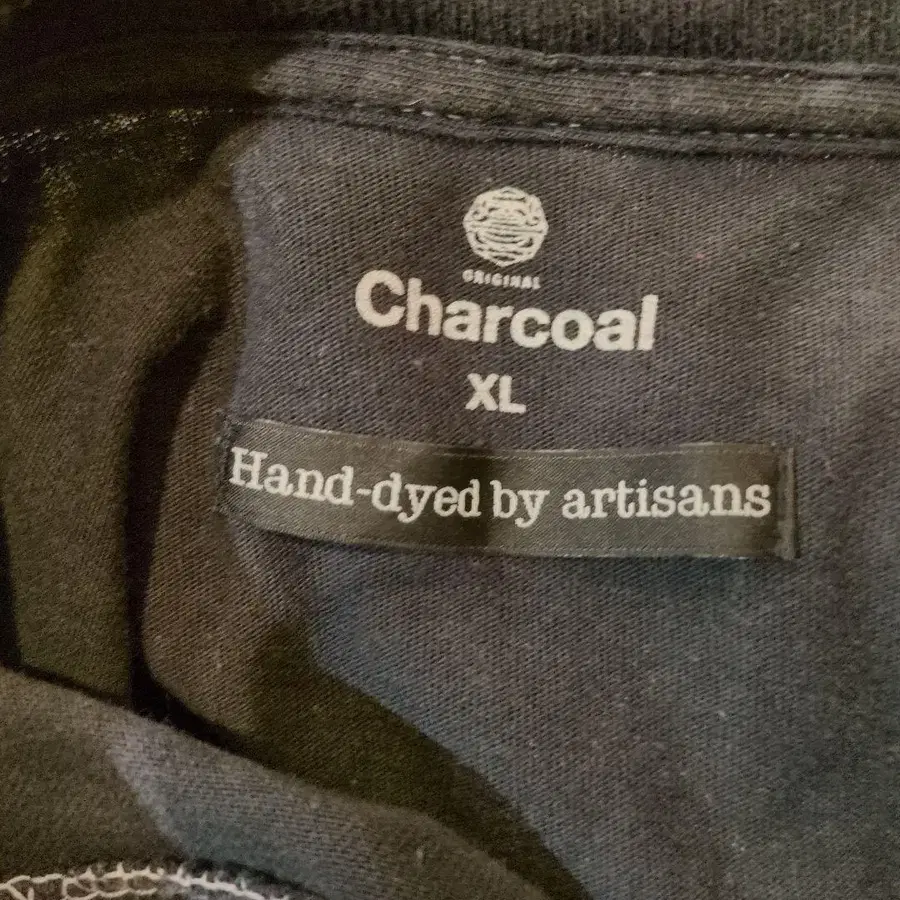 ORIGINAL
Charcoal
XL
Hand-dyed by artisans